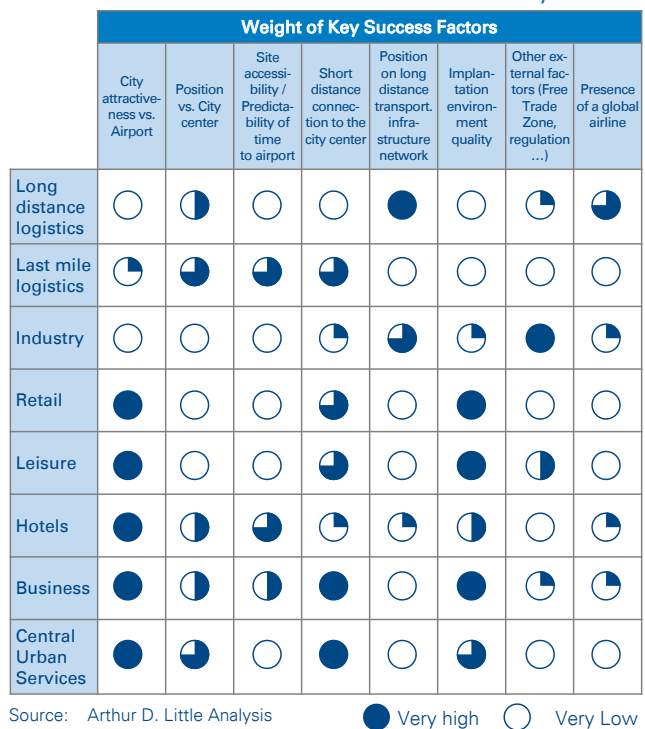 Weight of Key Success Factors
City
attractive-
ness vs.
Airport
Position
vs. City
center
Site
accessi-
bility /
Predicta-
bility of
time
to airport
Short
distance
connec-
tion to the
city center
Position
on long
distance
transport.
infra-
structure
network
Implan-
tation
environ-
ment
quality
Other ex-
ternal fac-
tors (Free
Trade
Zone,
regulation
...)
Presence
of a global
airline
Long
distance
logistics
Last mile
logistics
Industry
Retail
Leisure
Hotels
Business
Central
Urban
Services
Source: Arthur D. Little Analysis
Very high
Very Low